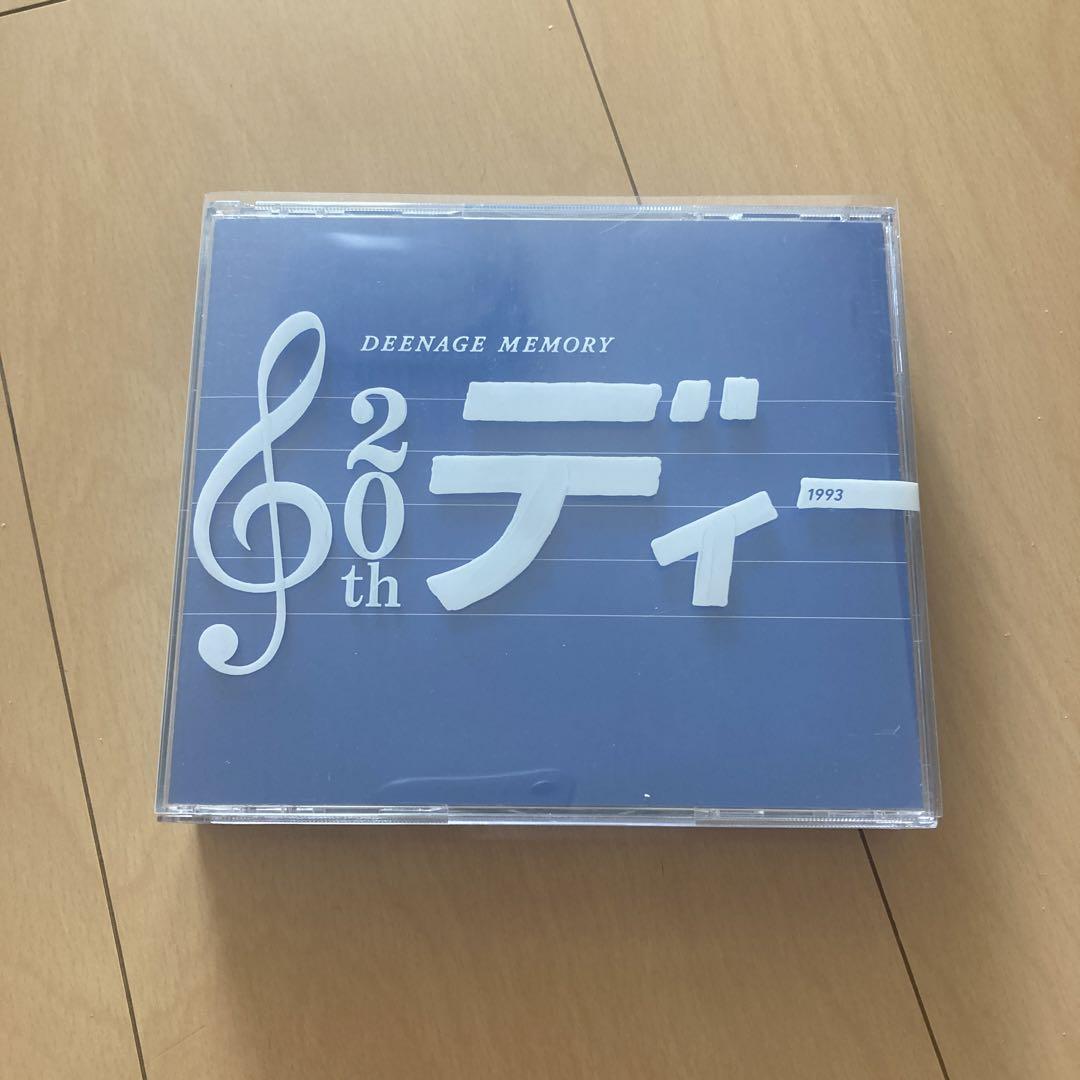 DEENAGE MEMORY
20th
ディー
1993